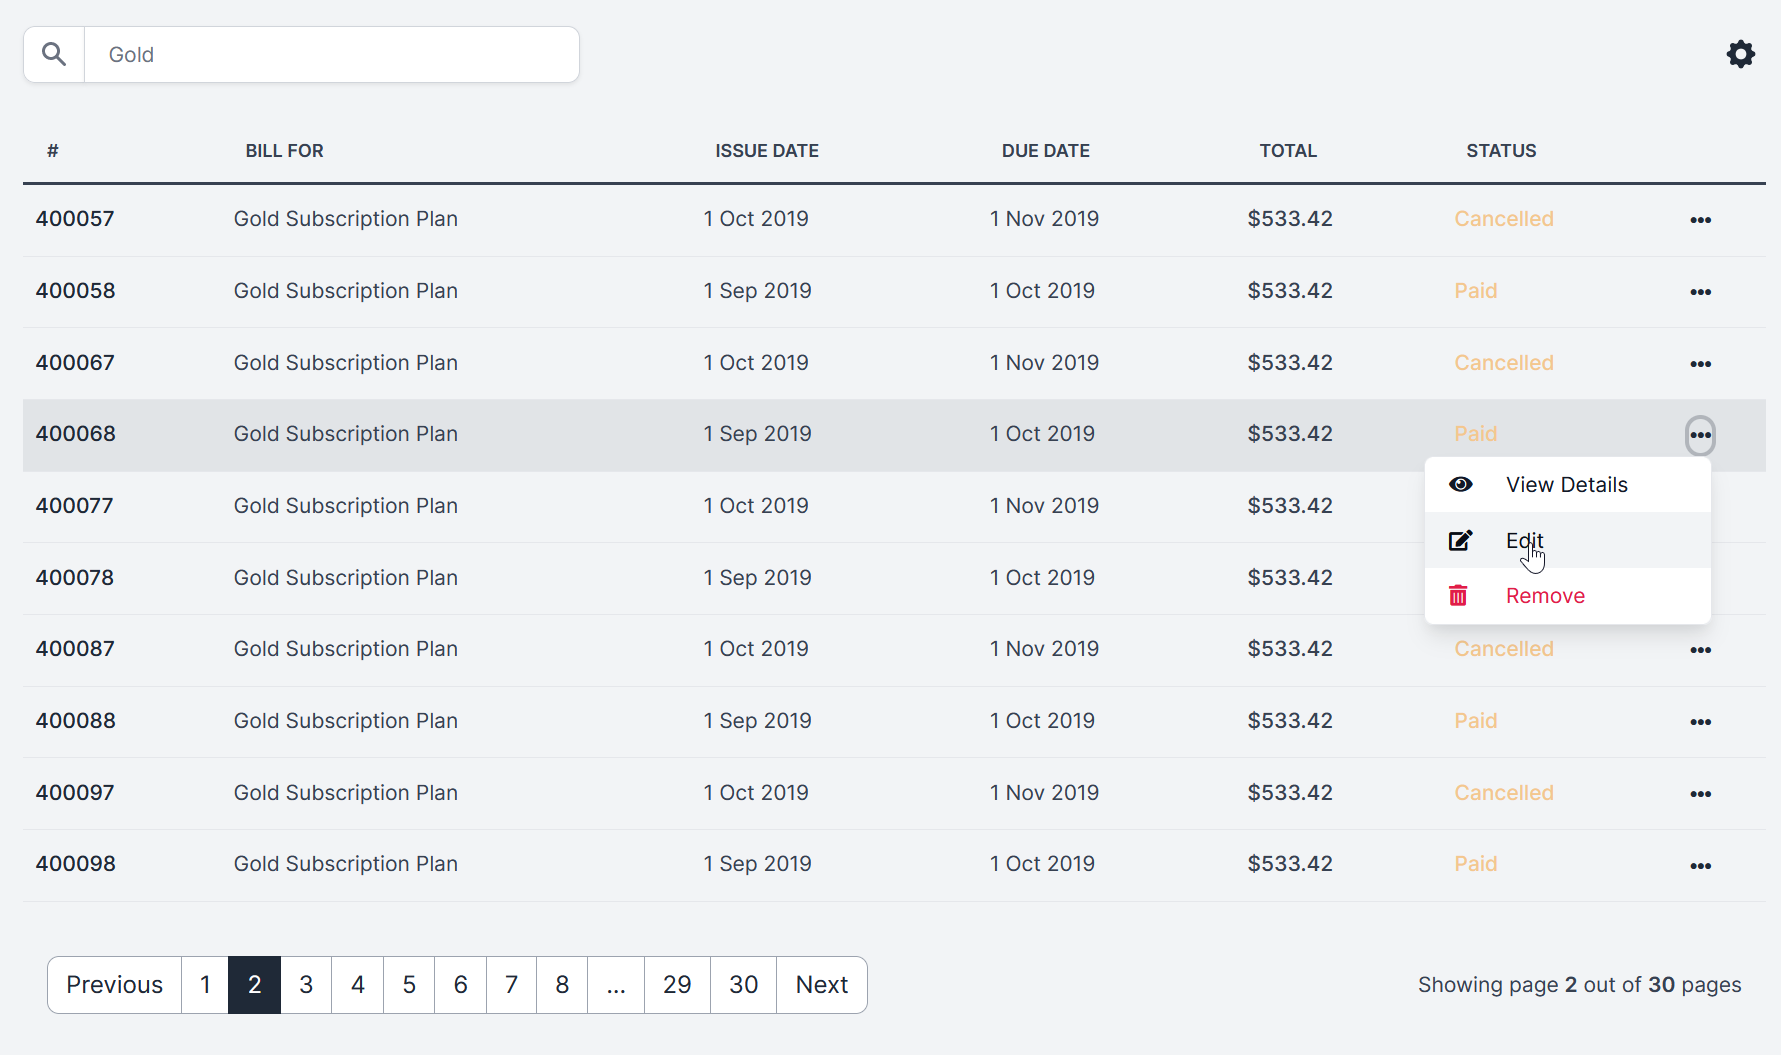 Gold
# BILL FOR ISSUE DATE DUE DATE TOTAL STATUS
400057 Gold Subscription Plan 1 Oct 2019 1 Nov 2019 $533.42 Cancelled
400058 Gold Subscription Plan 1 Sep 2019 1 Oct 2019 $533.42 Paid
400067 Gold Subscription Plan 1 Oct 2019 1 Nov 2019 $533.42 Cancelled
400068 Gold Subscription Plan 1 Sep 2019 1 Oct 2019 $533.42 Paid
View Details
400077 Gold Subscription Plan 1 Oct 2019 1 Nov 2019 $533.42
Edit
400078 Gold Subscription Plan 1 Sep 2019 1 Oct 2019 $533.42
Remove
400087 Gold Subscription Plan 1 Oct 2019 1 Nov 2019 $533.42 Cancelled
400088 Gold Subscription Plan 1 Sep 2019 1 Oct 2019 $533.42 Paid
400097 Gold Subscription Plan 1 Oct 2019 1 Nov 2019 $533.42 Cancelled
400098 Gold Subscription Plan 1 Sep 2019 1 Oct 2019 $533.42 Paid
Previous 1 2 3 4 5 6 7 8 ... 29 30 Next Showing page 2 out of 30 pages